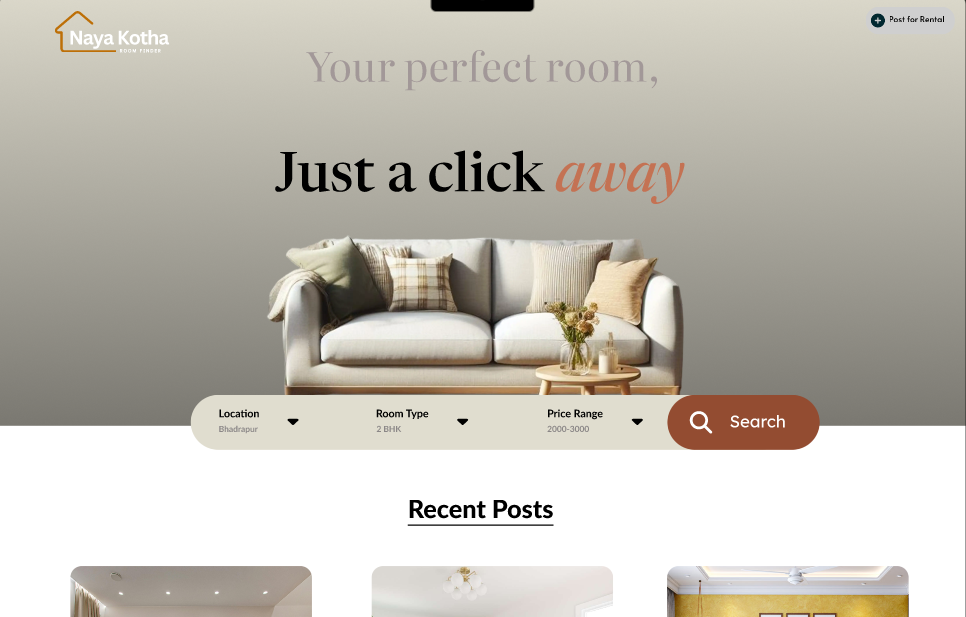 Naya Kotha
ROOM FINDER
Post for Rental
Your perfect room,
Just a click away
Location
Bhadrapur
Room Type
2 BHK
Price Range
2000-3000
Search
Recent Posts